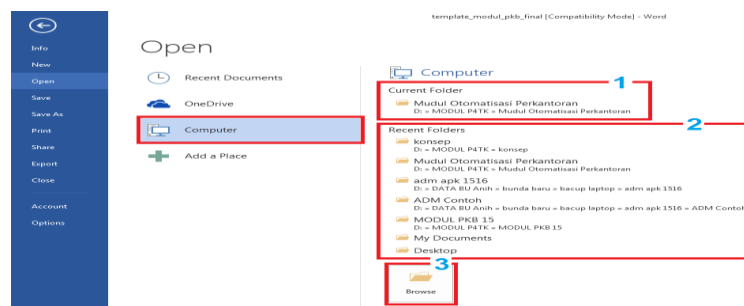 template_modul_pkb_final [Compatibility Mode] - Word
Info
New
Open
Save
Save As
Print
Share
Export
Close
Account
Options
Open
Recent Documents
OneDrive
Computer
Add a Place
Computer
1
Current Folder
Mudul Otomatisasi Perkantoran
D: » MODUL P4TK » Mudul Otomatisasi Perkantoran
2
Recent Folders
konsep
D: » MODUL P4TK » konsep
Mudul Otomatisasi Perkantoran
D: » MODUL P4TK » Mudul Otomatisasi Perkantoran
adm apk 1516
D: » DATA BU Anih » bunda baru » bacup laptop » adm apk 1516
ADM Contoh
D: » DATA BU Anih » bunda baru » bacup laptop » adm apk 1516 » ADM Contoh
MODUL PKB 15
D: » MODUL P4TK » MODUL PKB 15
My Documents
Desktop
3
Browse